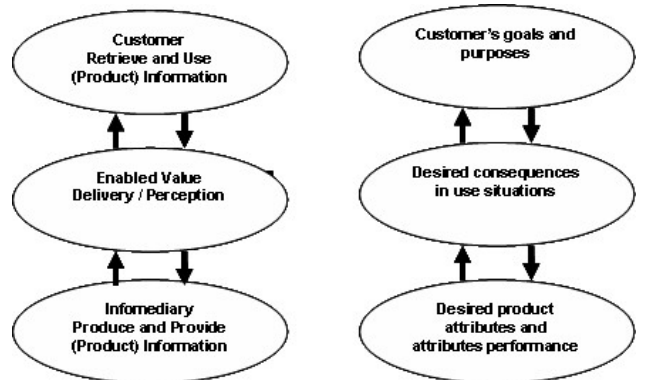 Customer
Retrieve and Use
(Product) Information
Enabled Value
Delivery / Perception
Infomediary
Produce and Provide
(Product) Information
Customer's goals and
purposes
Desired consequences
in use situations
Desired product
attributes and
attributes performance